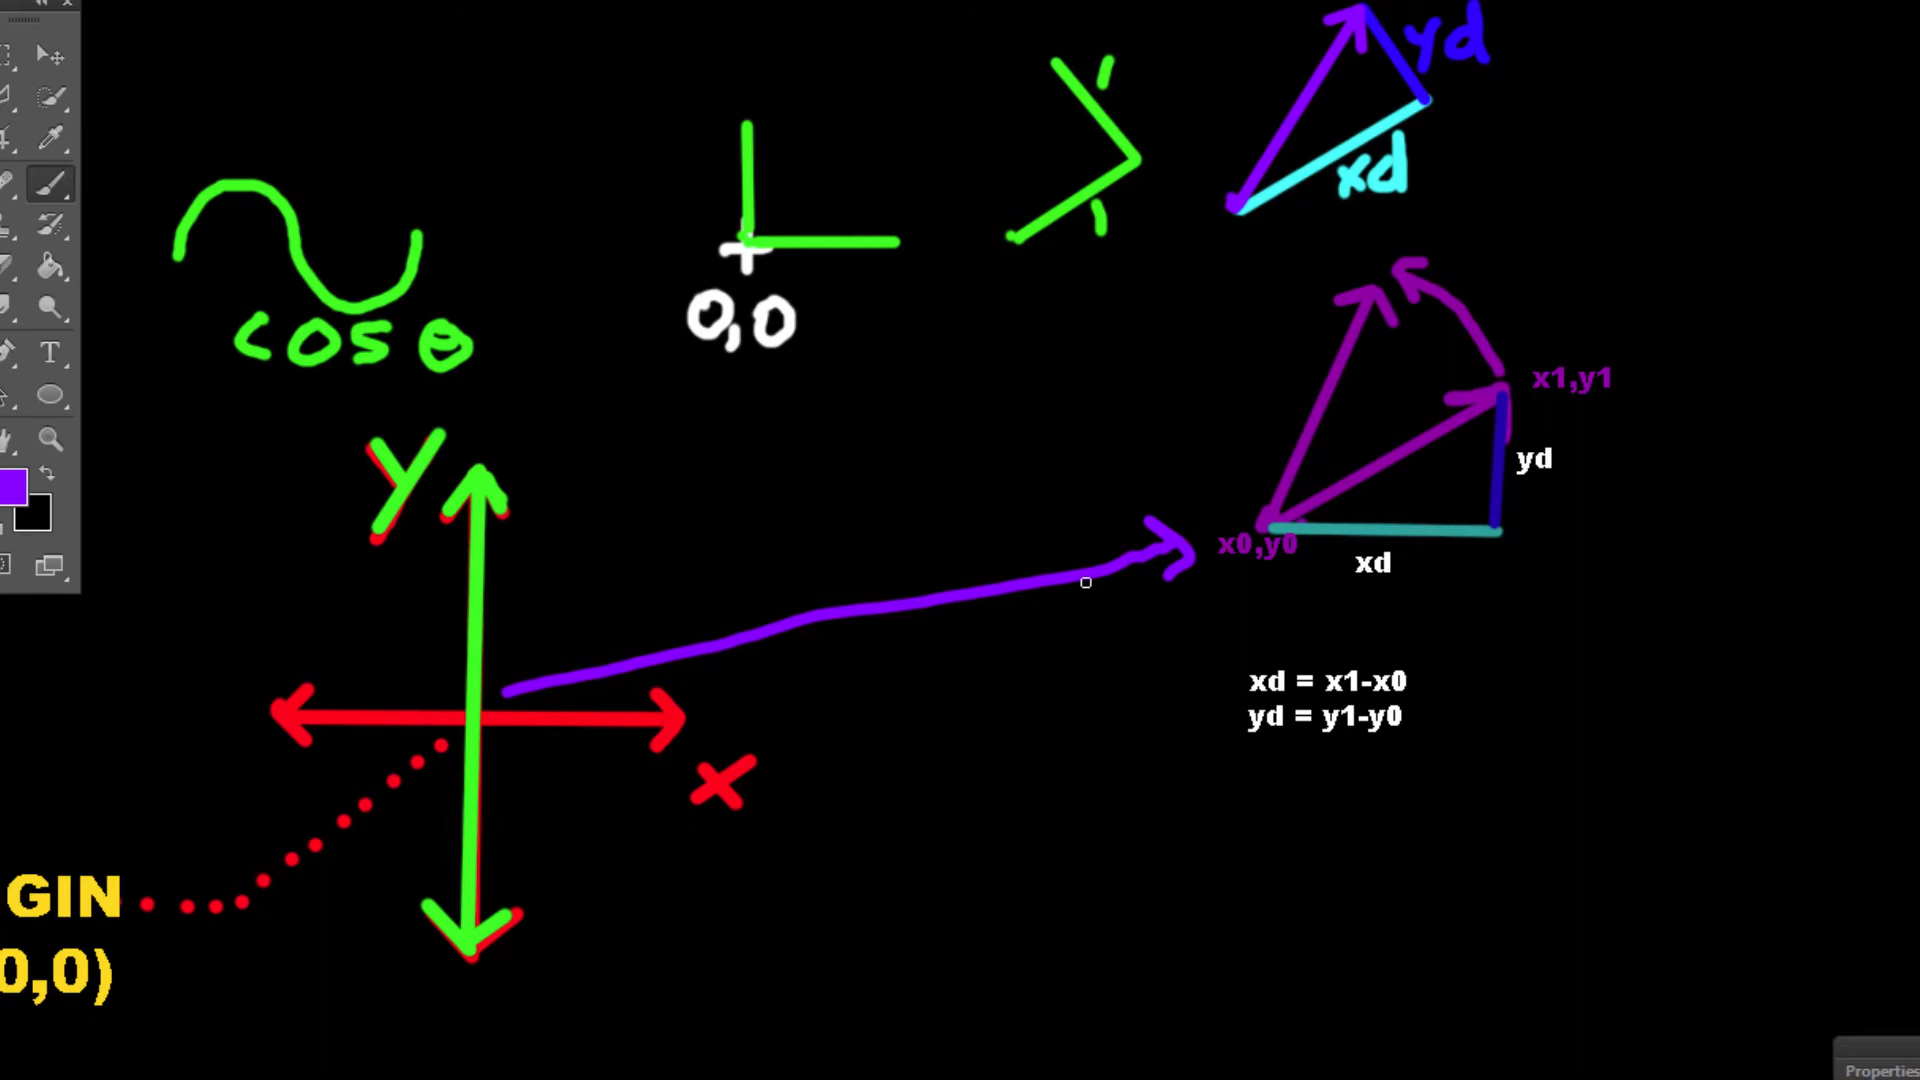 yd
xd
0,0
cos θ
x1,y1
yd
x0,y0
xd
y
x
xd = x1-x0
yd = y1-y0
GIN
0,0)
T
Properties